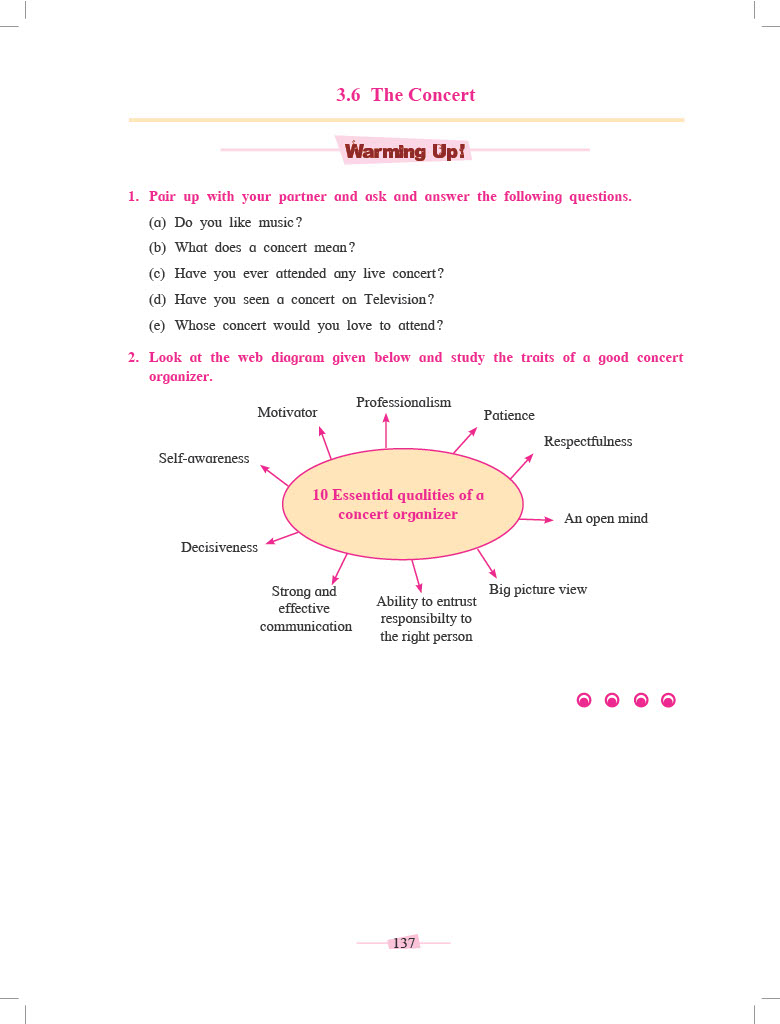 3.6 The Concert
Warming Up!
1. Pair up with your partner and ask and answer the following questions.
(a) Do you like music?
(b) What does a concert mean?
(c) Have you ever attended any live concert?
(d) Have you seen a concert on Television?
(e) Whose concert would you love to attend?
2. Look at the web diagram given below and study the traits of a good concert
organizer.
Professionalism
Motivator
Patience
Respectfulness
Self-awareness
10 Essential qualities of a
concert organizer
An open mind
Decisiveness
Big picture view
Strong and
effective
communication
Ability to entrust
responsibilty to
the right person
137